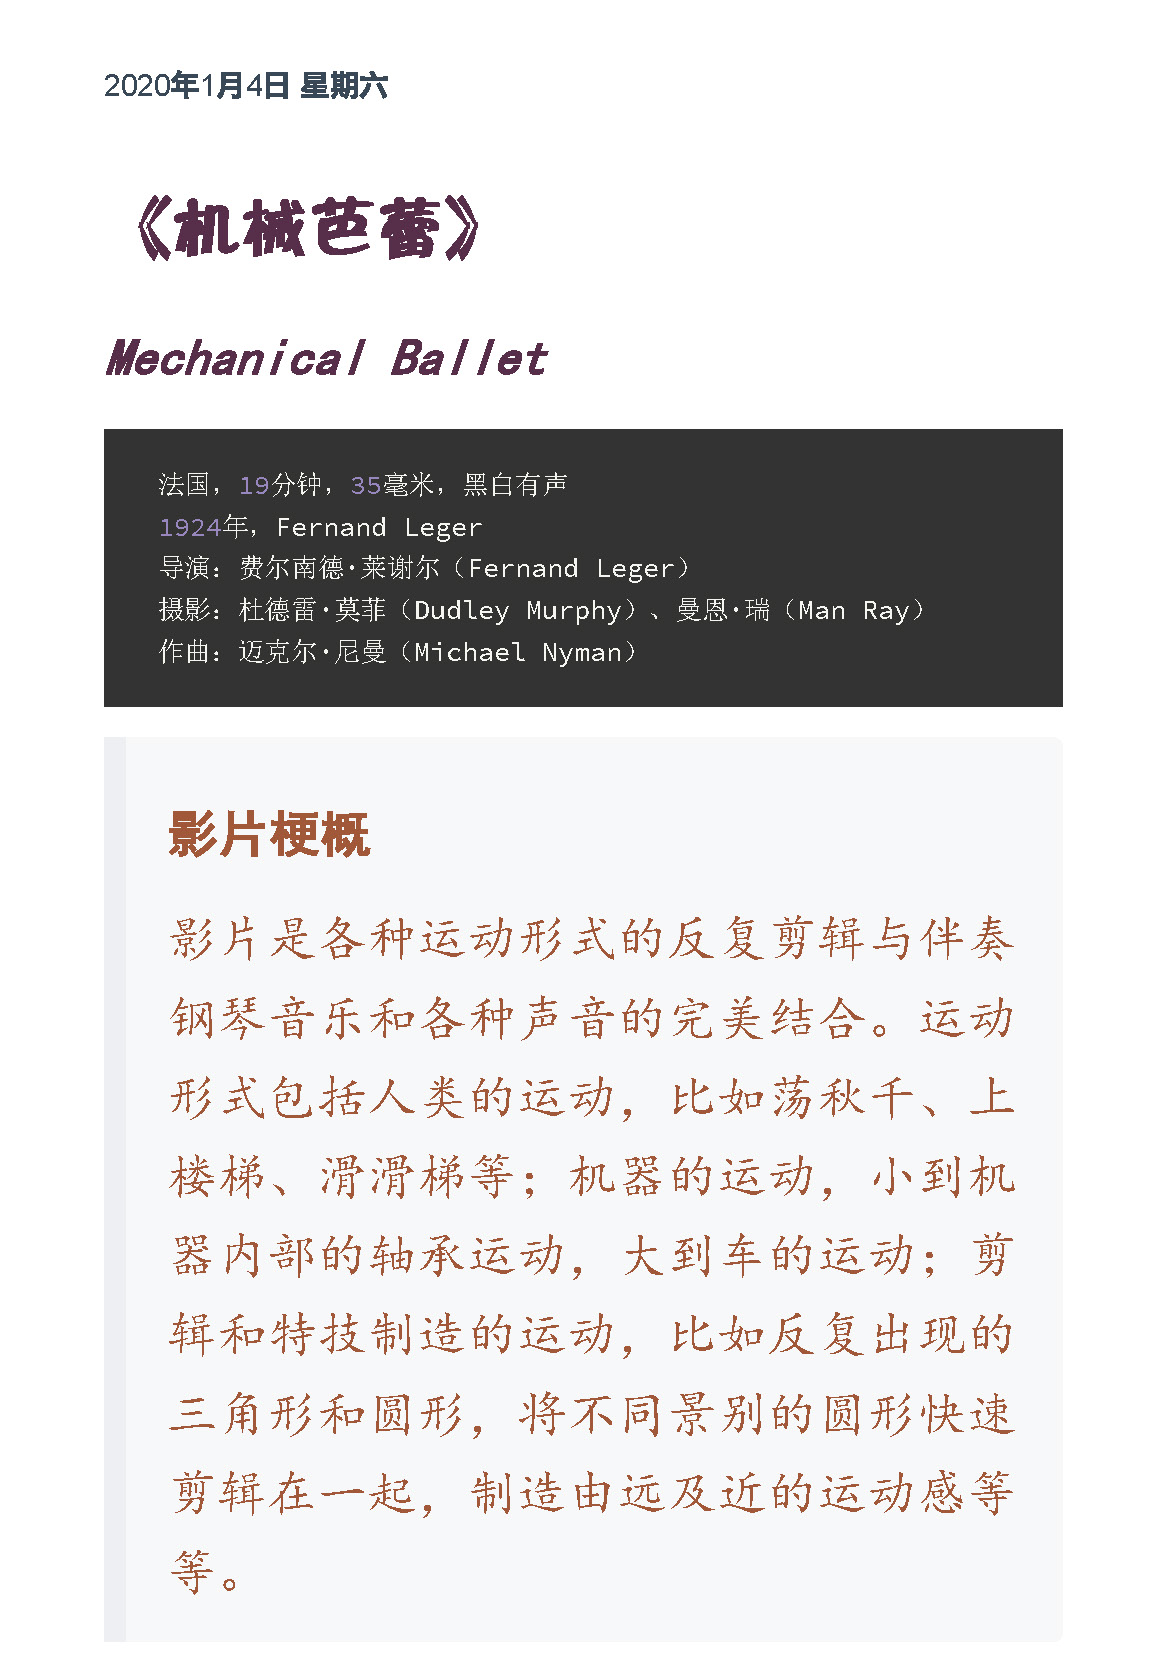 2020年1月4日 星期六
《机械芭蕾》
Mechanical Ballet
法国，19分钟，35毫米，黑白有声
1924年，Fernand Leger
导演：费尔南德·莱谢尔（Fernand Leger）
摄影：杜德雷·莫菲（Dudley Murphy）、曼恩·瑞（Man Ray）
作曲：迈克尔·尼曼（Michael Nyman）
影片梗概
影片是各种运动形式的反复剪辑与伴奏
钢琴音乐和各种声音的完美结合。运动
形式包括人类的运动，比如荡秋千、上
楼梯、滑滑梯等；机器的运动，小到机
器内部的轴承运动，大到车的运动；剪
辑和特技制造的运动，比如反复出现的
三角形和圆形，将不同景别的圆形快速
剪辑在一起，制造由远及近的运动感等
等。